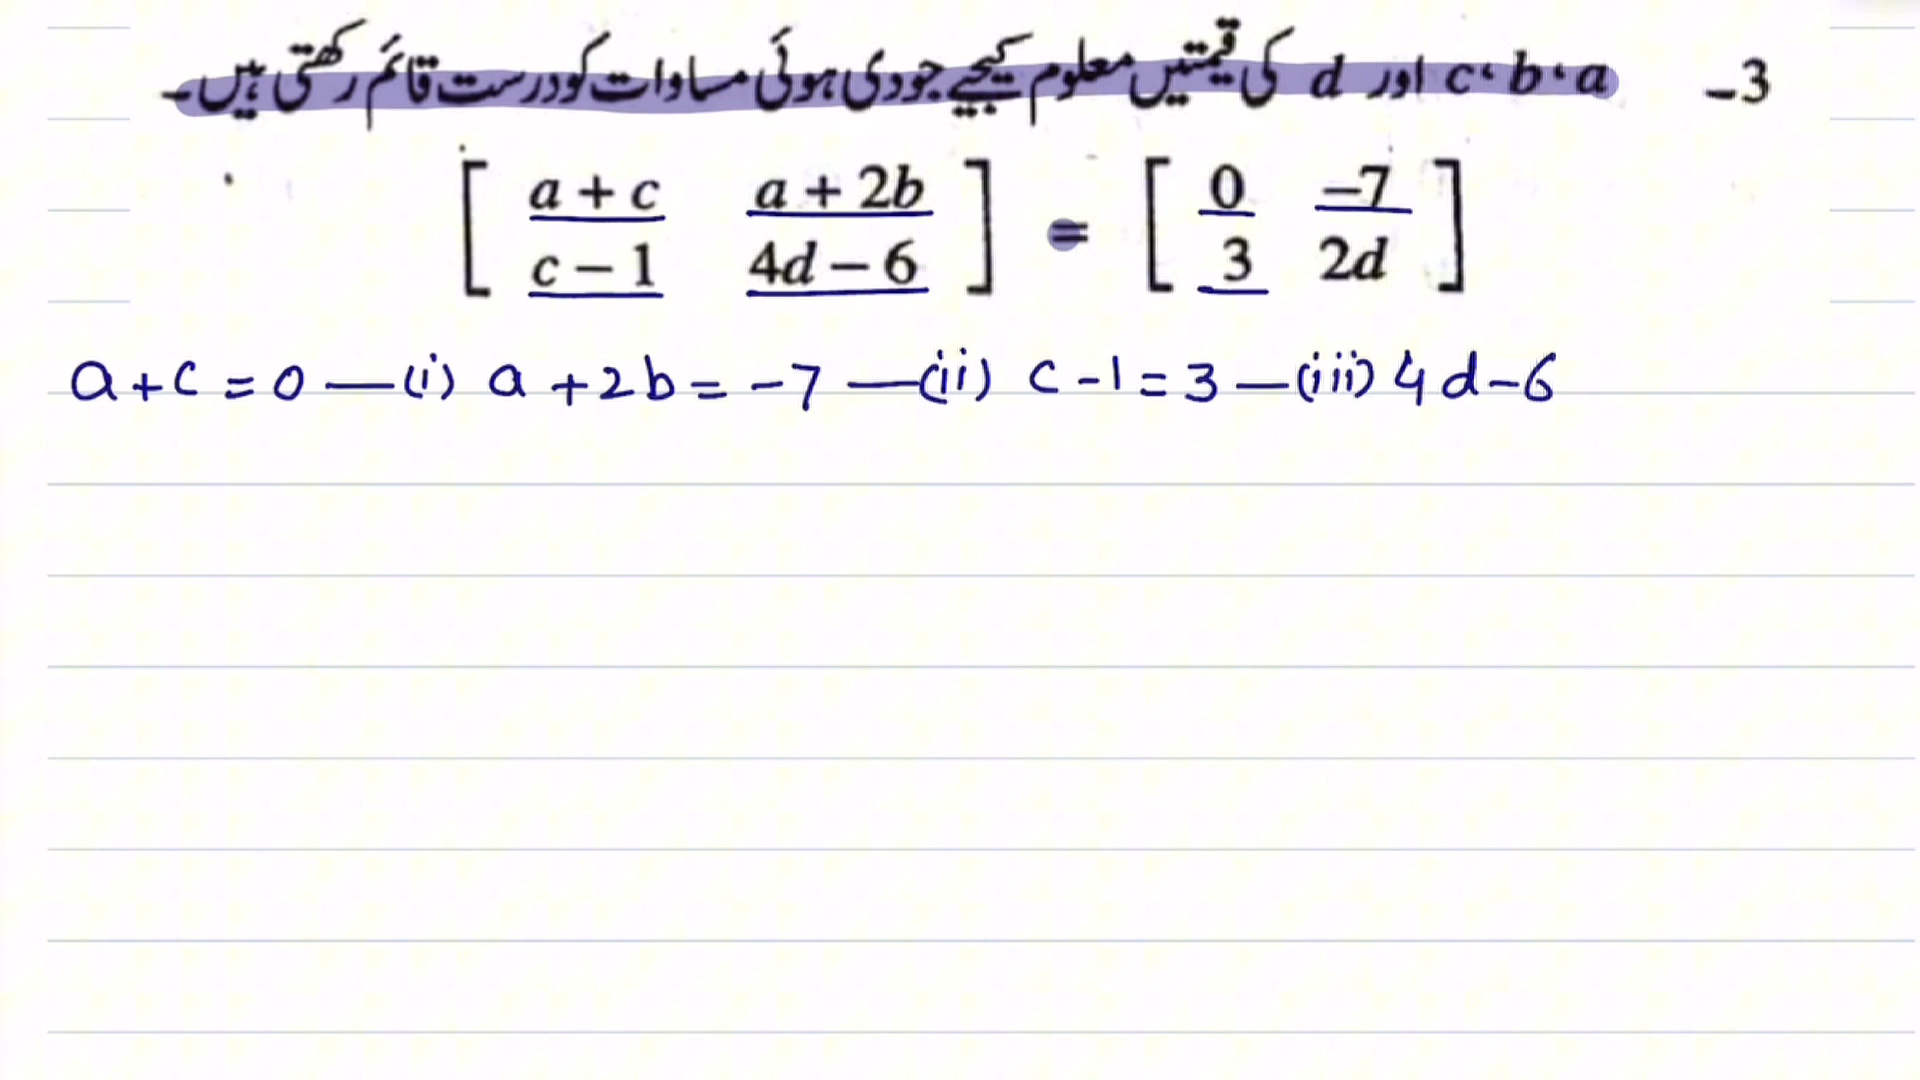 3- a، b، c اور d کی قیمتیں معلوم کیجیے جو دی ہوئی مساوات کو درست قائم رکھتی ہیں۔
[ a + c a + 2b ] = [ 0 -7 ]
[ c - 1 4d - 6 ] [ 3 2d ]
a + c = 0 —(i) a + 2b = -7 —(ii) c - 1 = 3 —(iii) 4d - 6